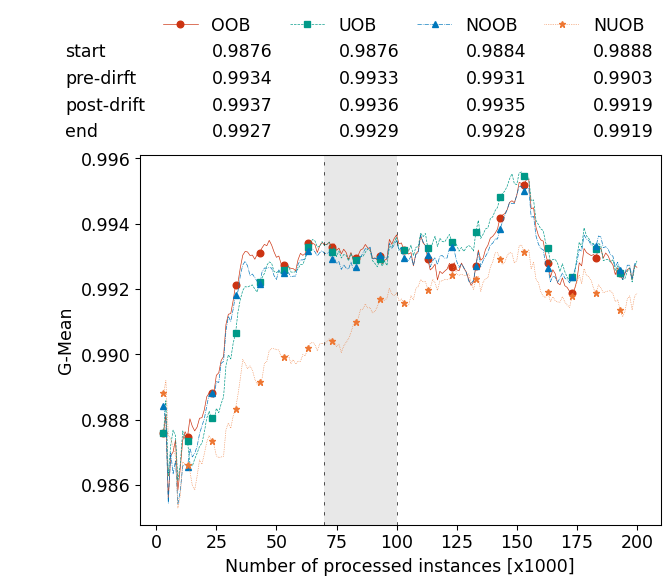 OOB UOB NOOB NUOB
start 0.9876 0.9876 0.9884 0.9888
pre-dirft 0.9934 0.9933 0.9931 0.9903
post-drift 0.9937 0.9936 0.9935 0.9919
end 0.9927 0.9929 0.9928 0.9919
0.996
0.994
0.992
0.990
0.988
0.986
G-Mean
0 25 50 75 100 125 150 175 200
Number of processed instances [x1000]